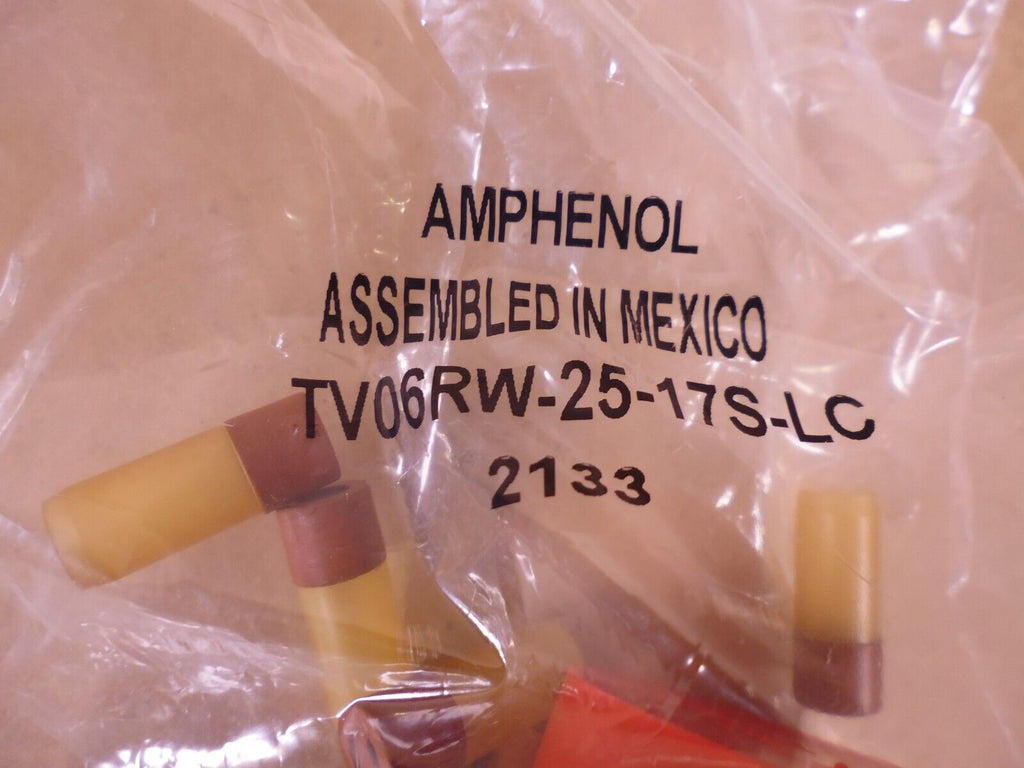 AMPHENOL
ASSEMBLED IN MEXICO
TV06RW-25-17S-LC
2133